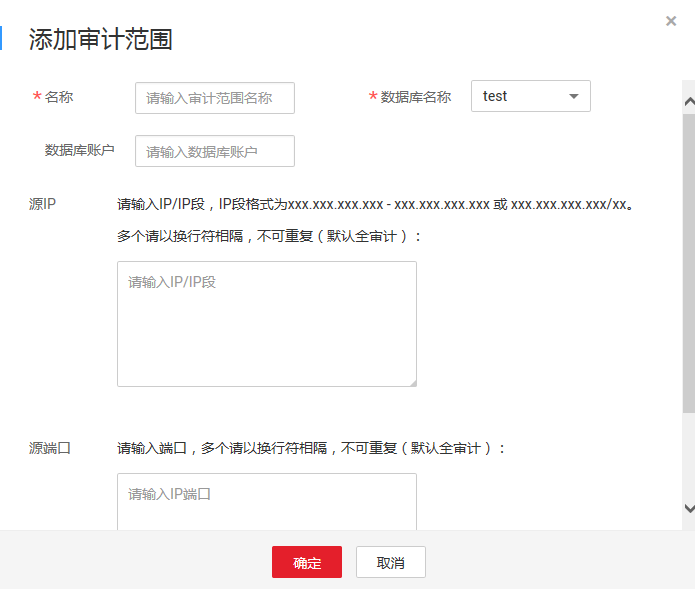 添加审计范围
* 名称 请输入审计范围名称 * 数据库名称 test
数据库账户 请输入数据库账户
源IP 请输入IP/IP段，IP段格式为xxx.xxx.xxx.xxx - xxx.xxx.xxx.xxx 或 xxx.xxx.xxx.xxx/xx。
多个请以换行符相隔，不可重复（默认全审计）：
请输入IP/IP段
源端口 请输入端口，多个请以换行符相隔，不可重复（默认全审计）：
请输入IP端口
确定 取消